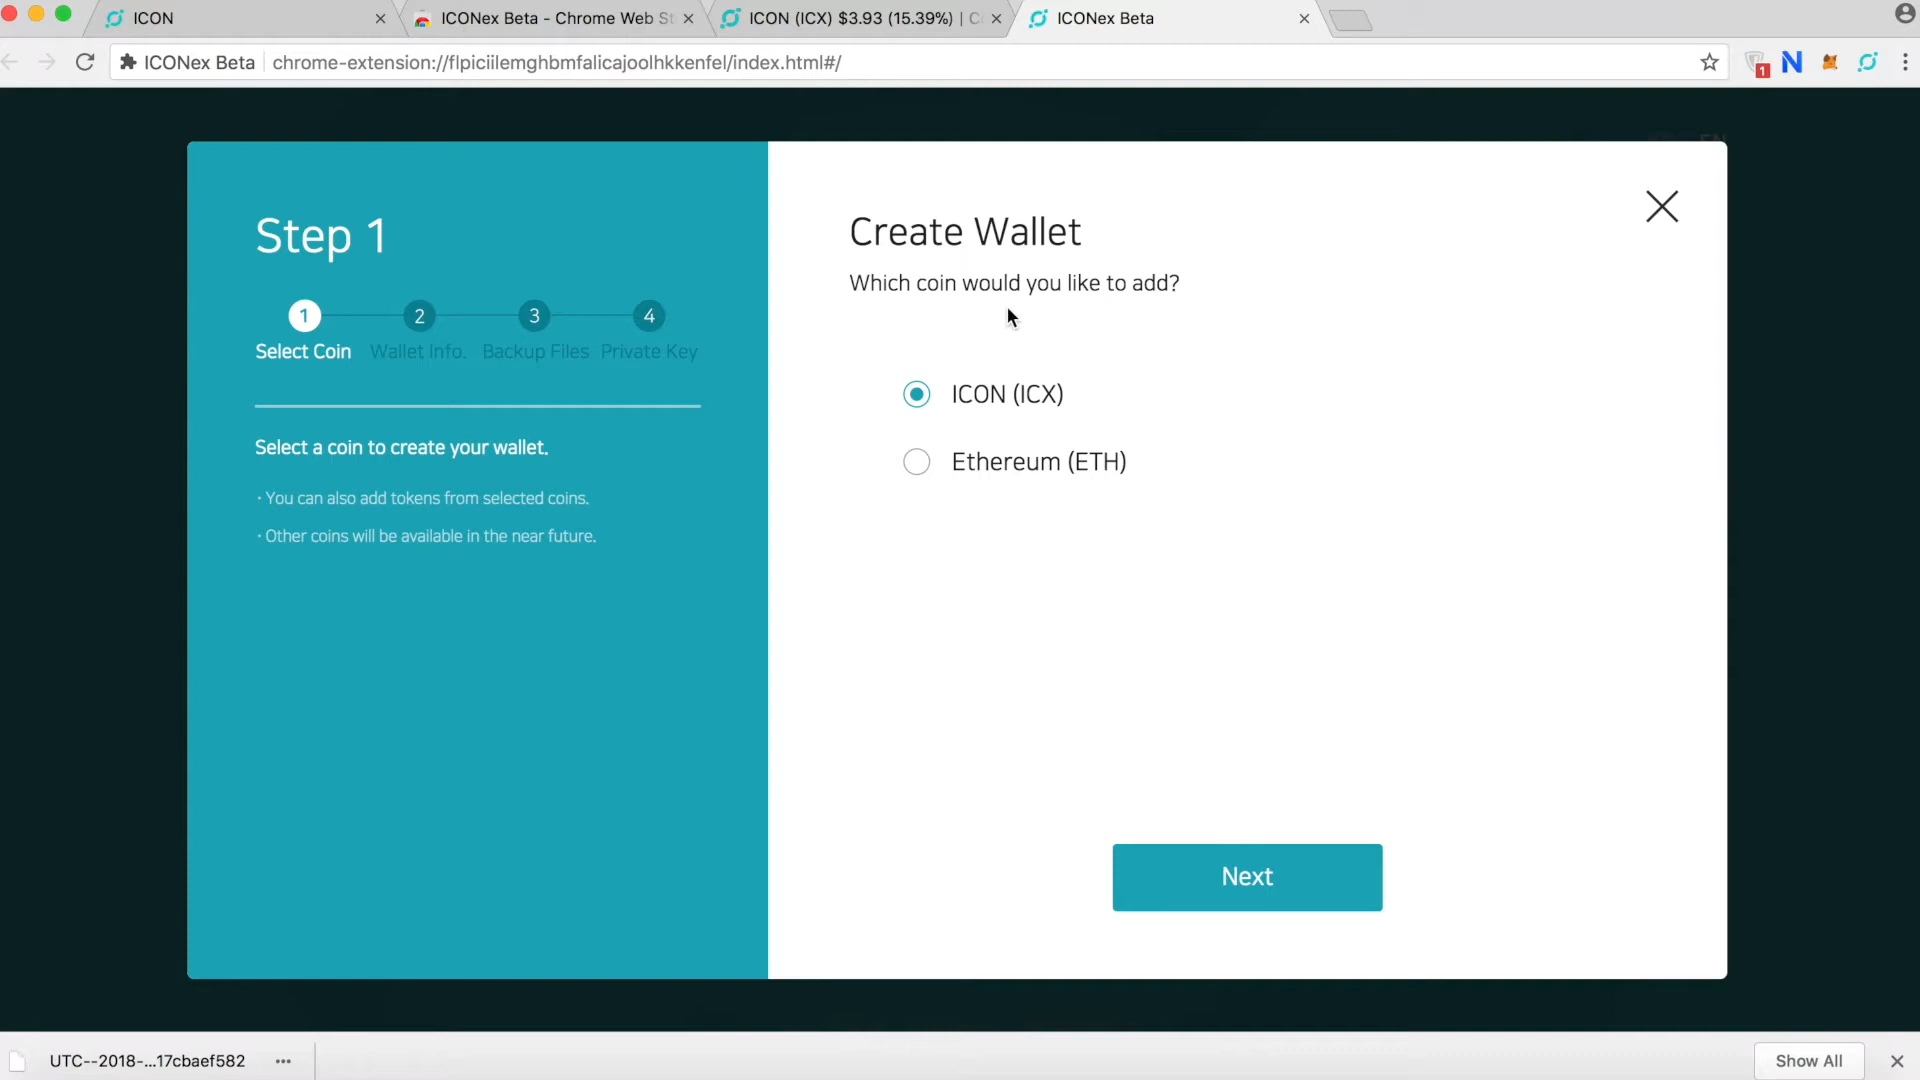 ICON
ICONex Beta - Chrome Web St
ICON (ICX) $3.93 (15.39%) | C
ICONex Beta
ICONex Beta
chrome-extension://flpiciilemghbmfalicajoolhkkenfel/index.html#/
1
Step 1
1
2
3
4
Select Coin
Wallet Info.
Backup Files
Private Key
Select a coin to create your wallet.
· You can also add tokens from selected coins.
· Other coins will be available in the near future.
Create Wallet
Which coin would you like to add?
ICON (ICX)
Ethereum (ETH)
Next
UTC--2018-...17cbaef582
Show All